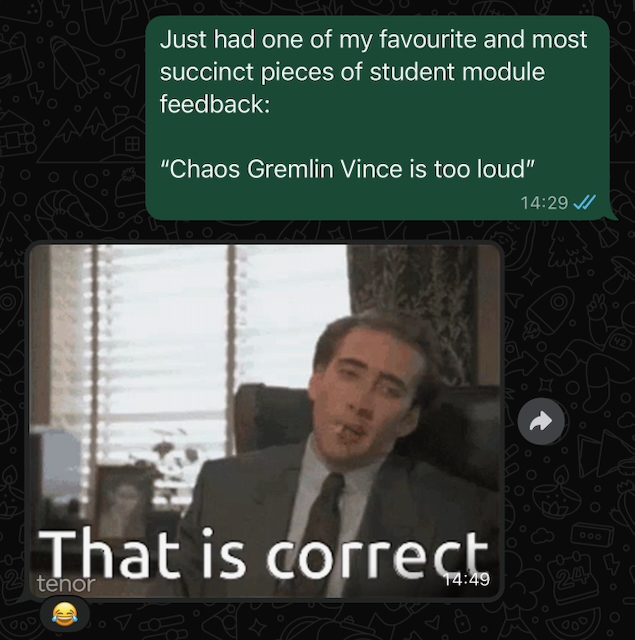 Just had one of my favourite and most
succinct pieces of student module
feedback:
“Chaos Gremlin Vince is too loud”
14:29
That is correct
tenor
14:49